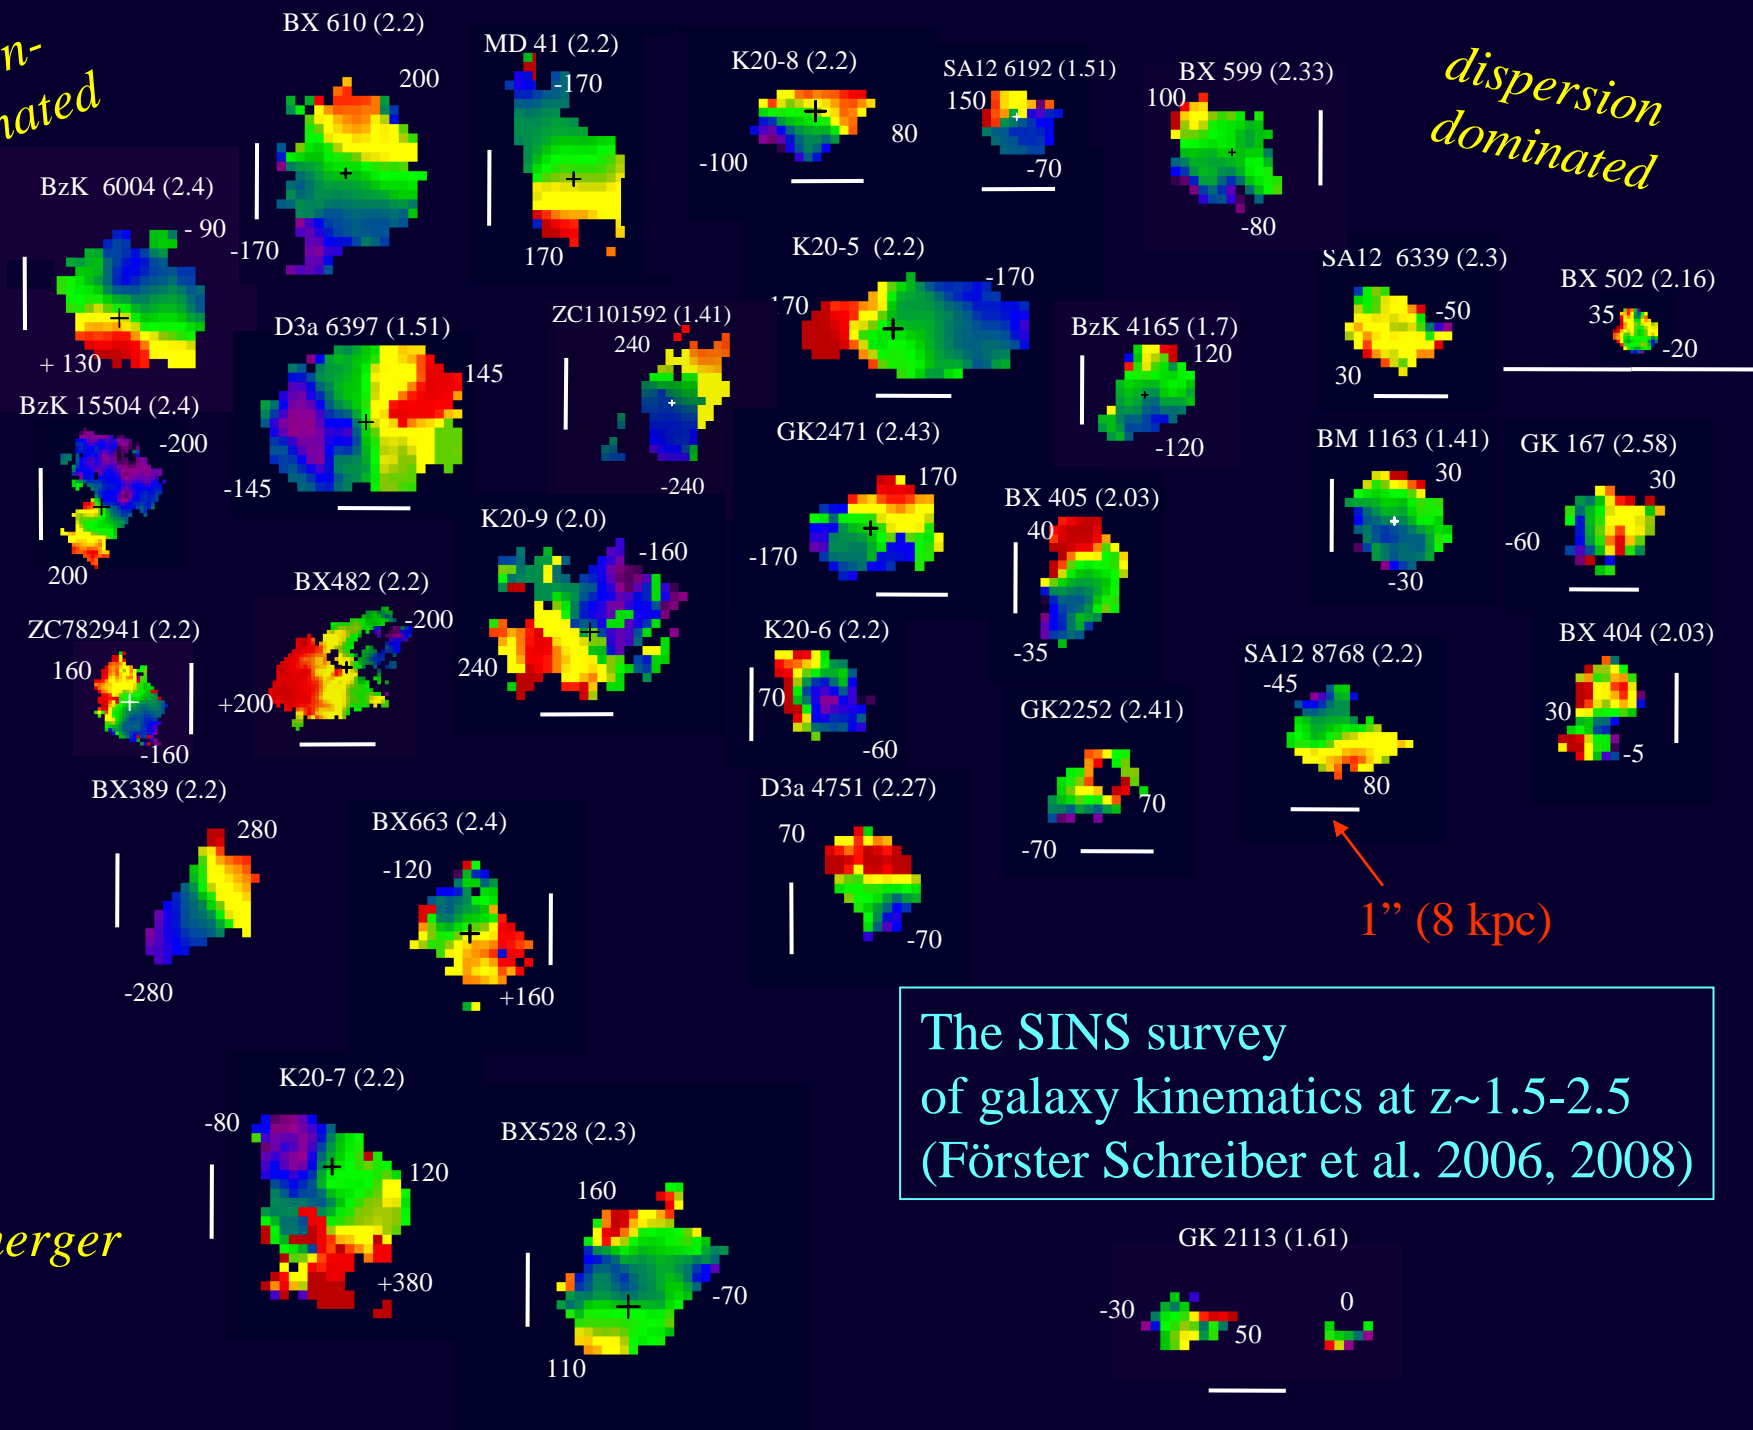 n-
nated
BX 610 (2.2)
200
-170
MD 41 (2.2)
-170
170
K20-8 (2.2)
80
-100
SA12 6192 (1.51)
150
-70
BX 599 (2.33)
100
-80
dispersion
dominated
BzK 6004 (2.4)
- 90
+ 130
K20-5 (2.2)
-170
170
SA12 6339 (2.3)
-50
30
BX 502 (2.16)
35
-20
D3a 6397 (1.51)
145
-145
ZC1101592 (1.41)
240
-240
BzK 4165 (1.7)
120
-120
BzK 15504 (2.4)
-200
200
GK2471 (2.43)
170
-170
BX 405 (2.03)
40
-35
BM 1163 (1.41)
30
-30
GK 167 (2.58)
30
-60
K20-9 (2.0)
-160
240
BX482 (2.2)
-200
+200
ZC782941 (2.2)
160
-160
K20-6 (2.2)
70
-60
GK2252 (2.41)
70
-70
SA12 8768 (2.2)
-45
80
BX 404 (2.03)
30
-5
BX389 (2.2)
280
-280
BX663 (2.4)
-120
+160
D3a 4751 (2.27)
70
-70
1” (8 kpc)
The SINS survey
of galaxy kinematics at z~1.5-2.5
(Förster Schreiber et al. 2006, 2008)
K20-7 (2.2)
-80
120
+380
BX528 (2.3)
160
-70
110
erger
GK 2113 (1.61)
-30
50
0